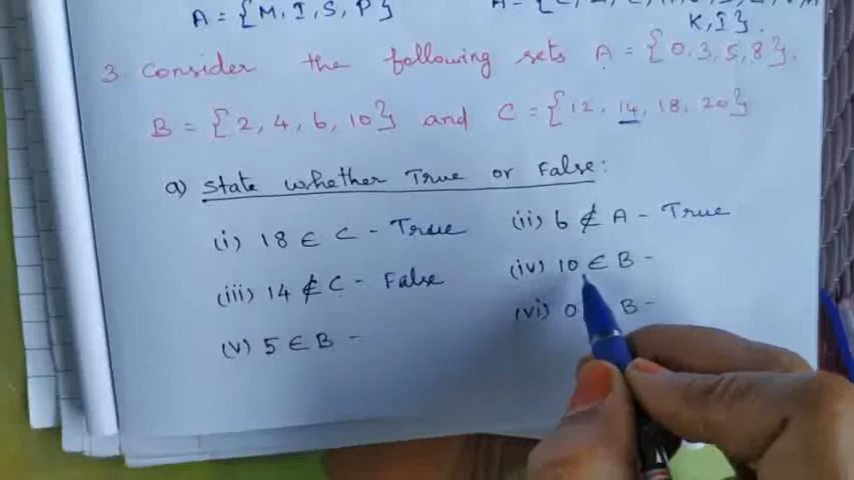 A = {M, I, S, P}
K, I}.
3. Consider the following sets A = {0, 3, 5, 8}.
B = {2, 4, 6, 10} and C = {12, 14, 18, 20}
a) State whether True or False:
(i) 18 ∈ C - True (ii) 6 ∉ A - True
(iii) 14 ∉ C - False (iv) 10 ∈ B -
(v) 5 ∈ B - (vi) 0 B -